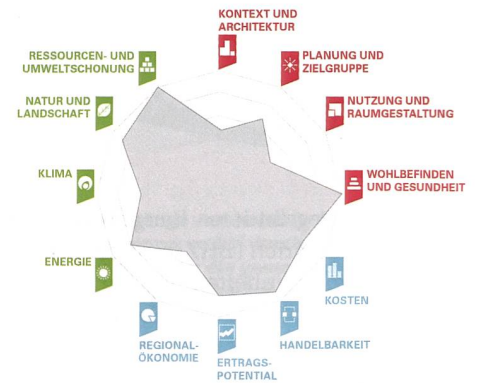 KONTEXT UND
ARCHITEKTUR
PLANUNG UND
ZIELGRUPPE
NUTZUNG UND
RAUMGESTALTUNG
WOHLBEFINDEN
UND GESUNDHEIT
KOSTEN
HANDELBARKEIT
ERTRAGS-
POTENTIAL
REGIONAL-
ÖKONOMIE
ENERGIE
KLIMA
NATUR UND
LANDSCHAFT
RESSOURCEN- UND
UMWELTSCHONUNG